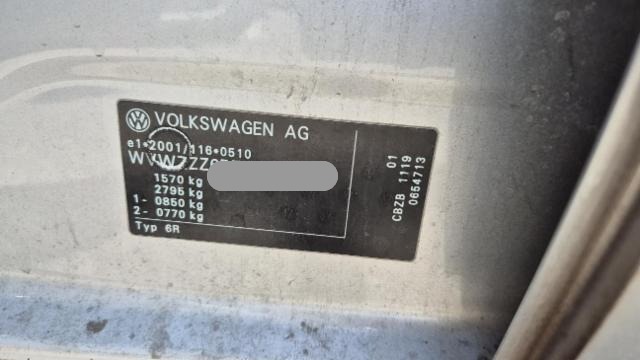 VOLKSWAGEN AG
e1*2001/116*0510
WVWZZZ
1570 kg
2795 kg
1- 0850 kg
2- 0770 kg
Typ 6R
01
CBZB 1119
0654713